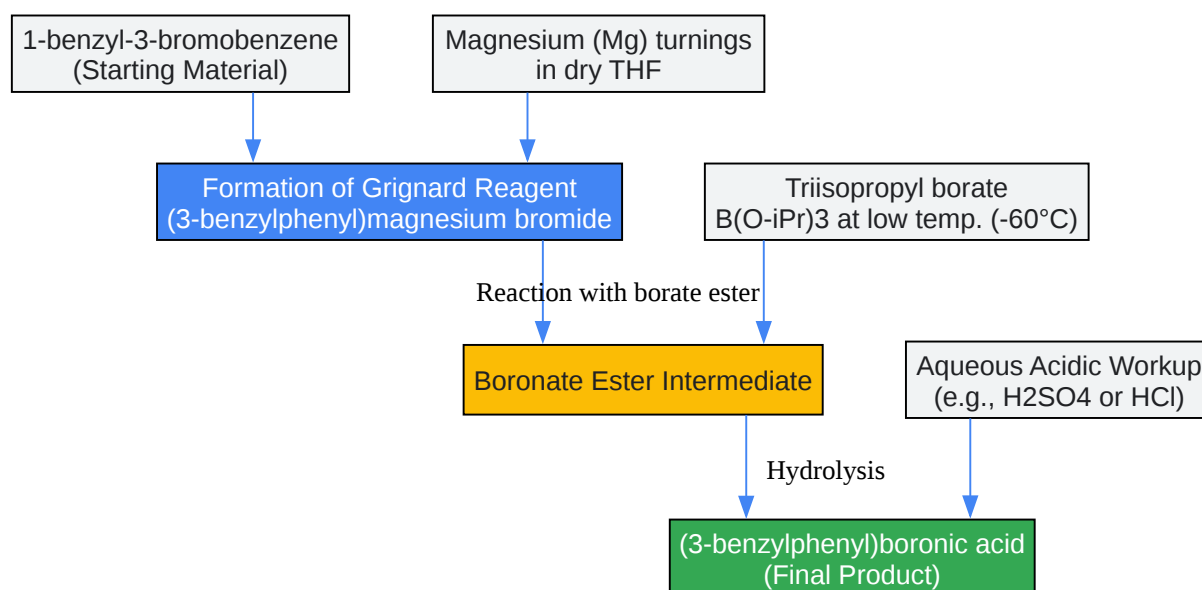 1-benzyl-3-bromobenzene
(Starting Material)
Magnesium (Mg) turnings
in dry THF
Formation of Grignard Reagent
(3-benzylphenyl)magnesium bromide
Triisopropyl borate
B(O-iPr)3 at low temp. (-60°C)
Reaction with borate ester
Boronate Ester Intermediate
Aqueous Acidic Workup
(e.g., H2SO4 or HCl)
Hydrolysis
(3-benzylphenyl)boronic acid
(Final Product)